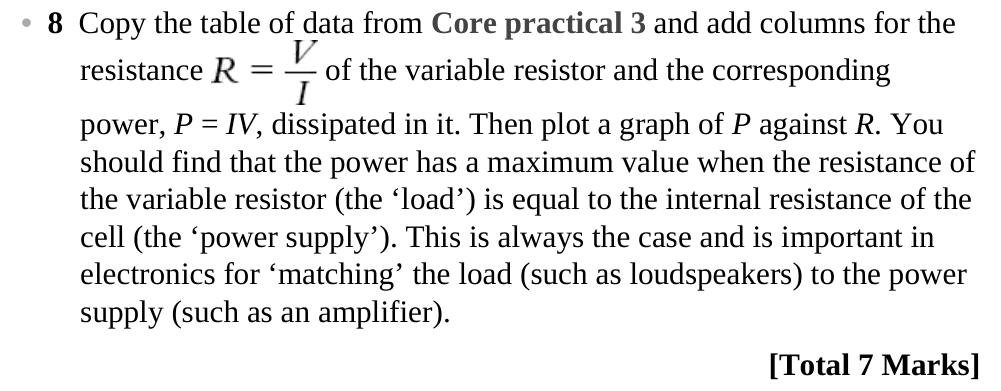 • 8 Copy the table of data from Core practical 3 and add columns for the
resistance R = V/I of the variable resistor and the corresponding
power, P = IV, dissipated in it. Then plot a graph of P against R. You
should find that the power has a maximum value when the resistance of
the variable resistor (the ‘load’) is equal to the internal resistance of the
cell (the ‘power supply’). This is always the case and is important in
electronics for ‘matching’ the load (such as loudspeakers) to the power
supply (such as an amplifier).
[Total 7 Marks]